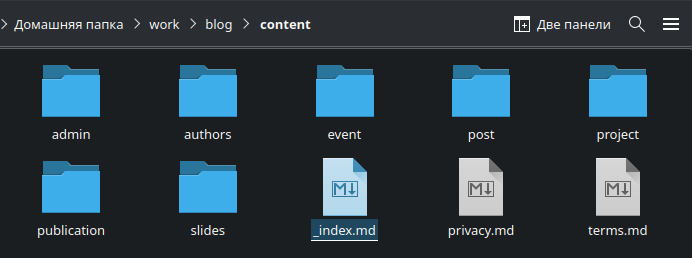 Домашняя папка > work > blog > content Две панели
admin authors event post project
publication slides _index.md privacy.md terms.md